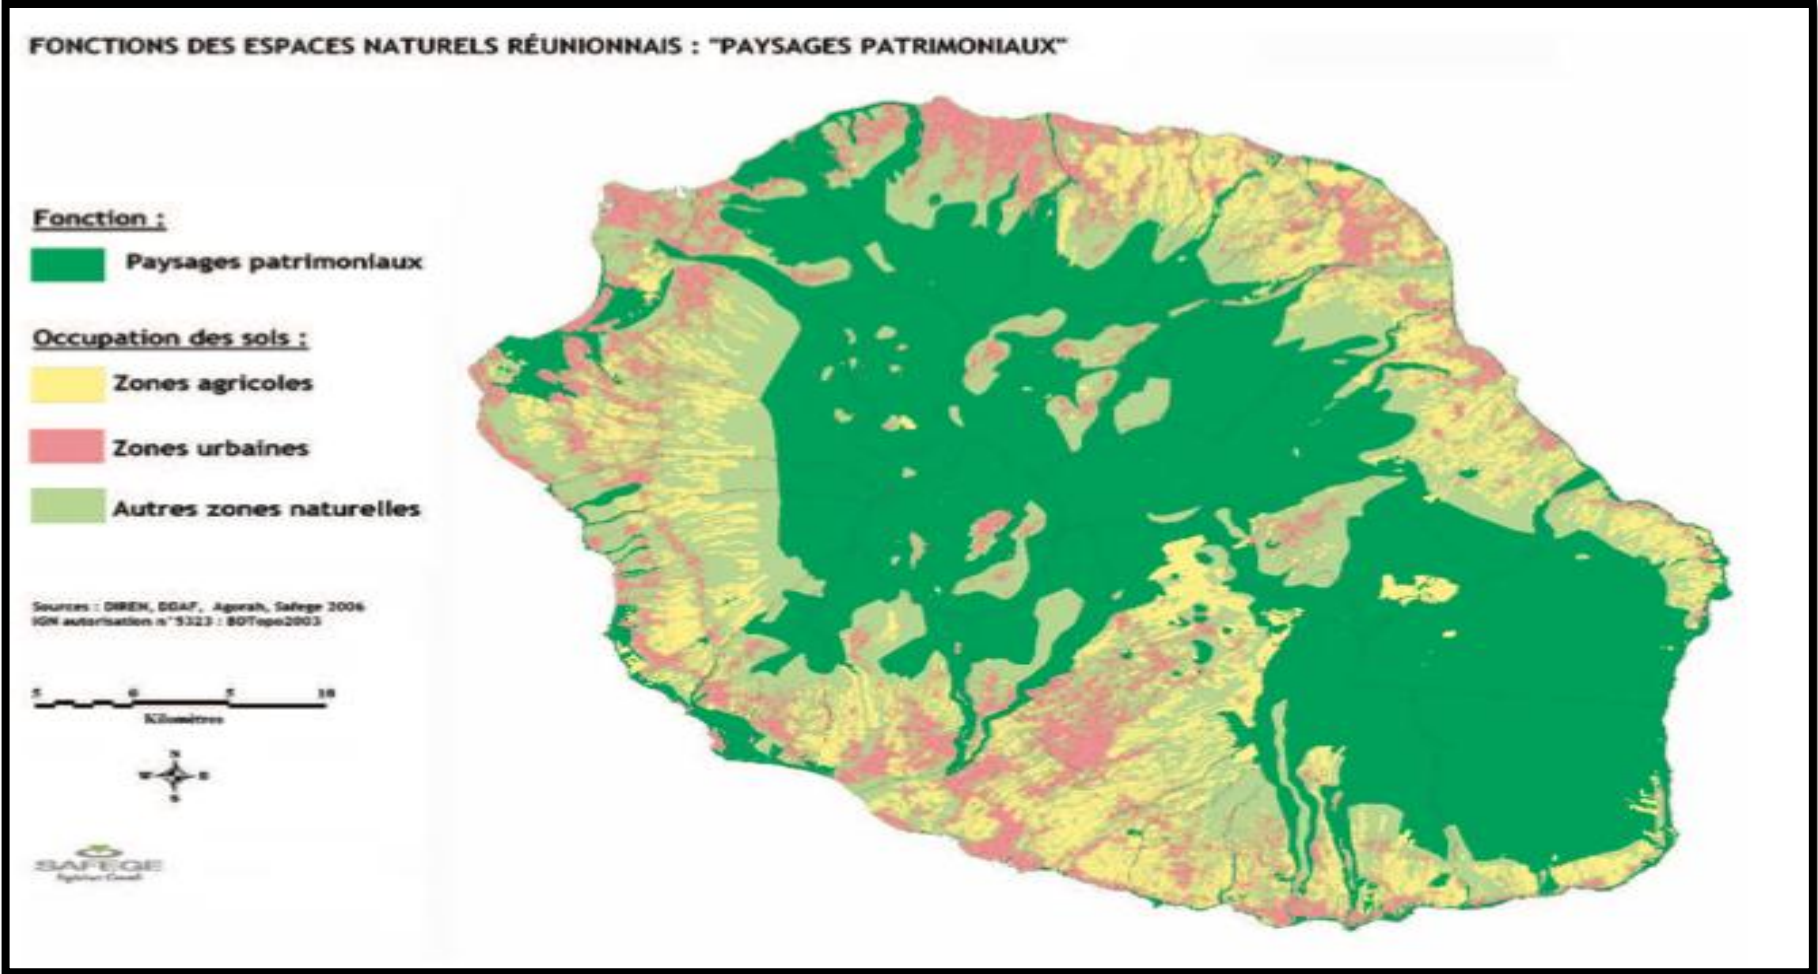 FONCTIONS DES ESPACES NATURELS RÉUNIONNAIS : "PAYSAGES PATRIMONIAUX"
Fonction :
Paysages patrimoniaux
Occupation des sols :
Zones agricoles
Zones urbaines
Autres zones naturelles
Sources : DIREN, DDAF, Agorah, Safege 2006
IGN autorisation n°5323 : BDTopo2003
5 0 5 10
Kilomètres
N
W E
S
SAFEGE